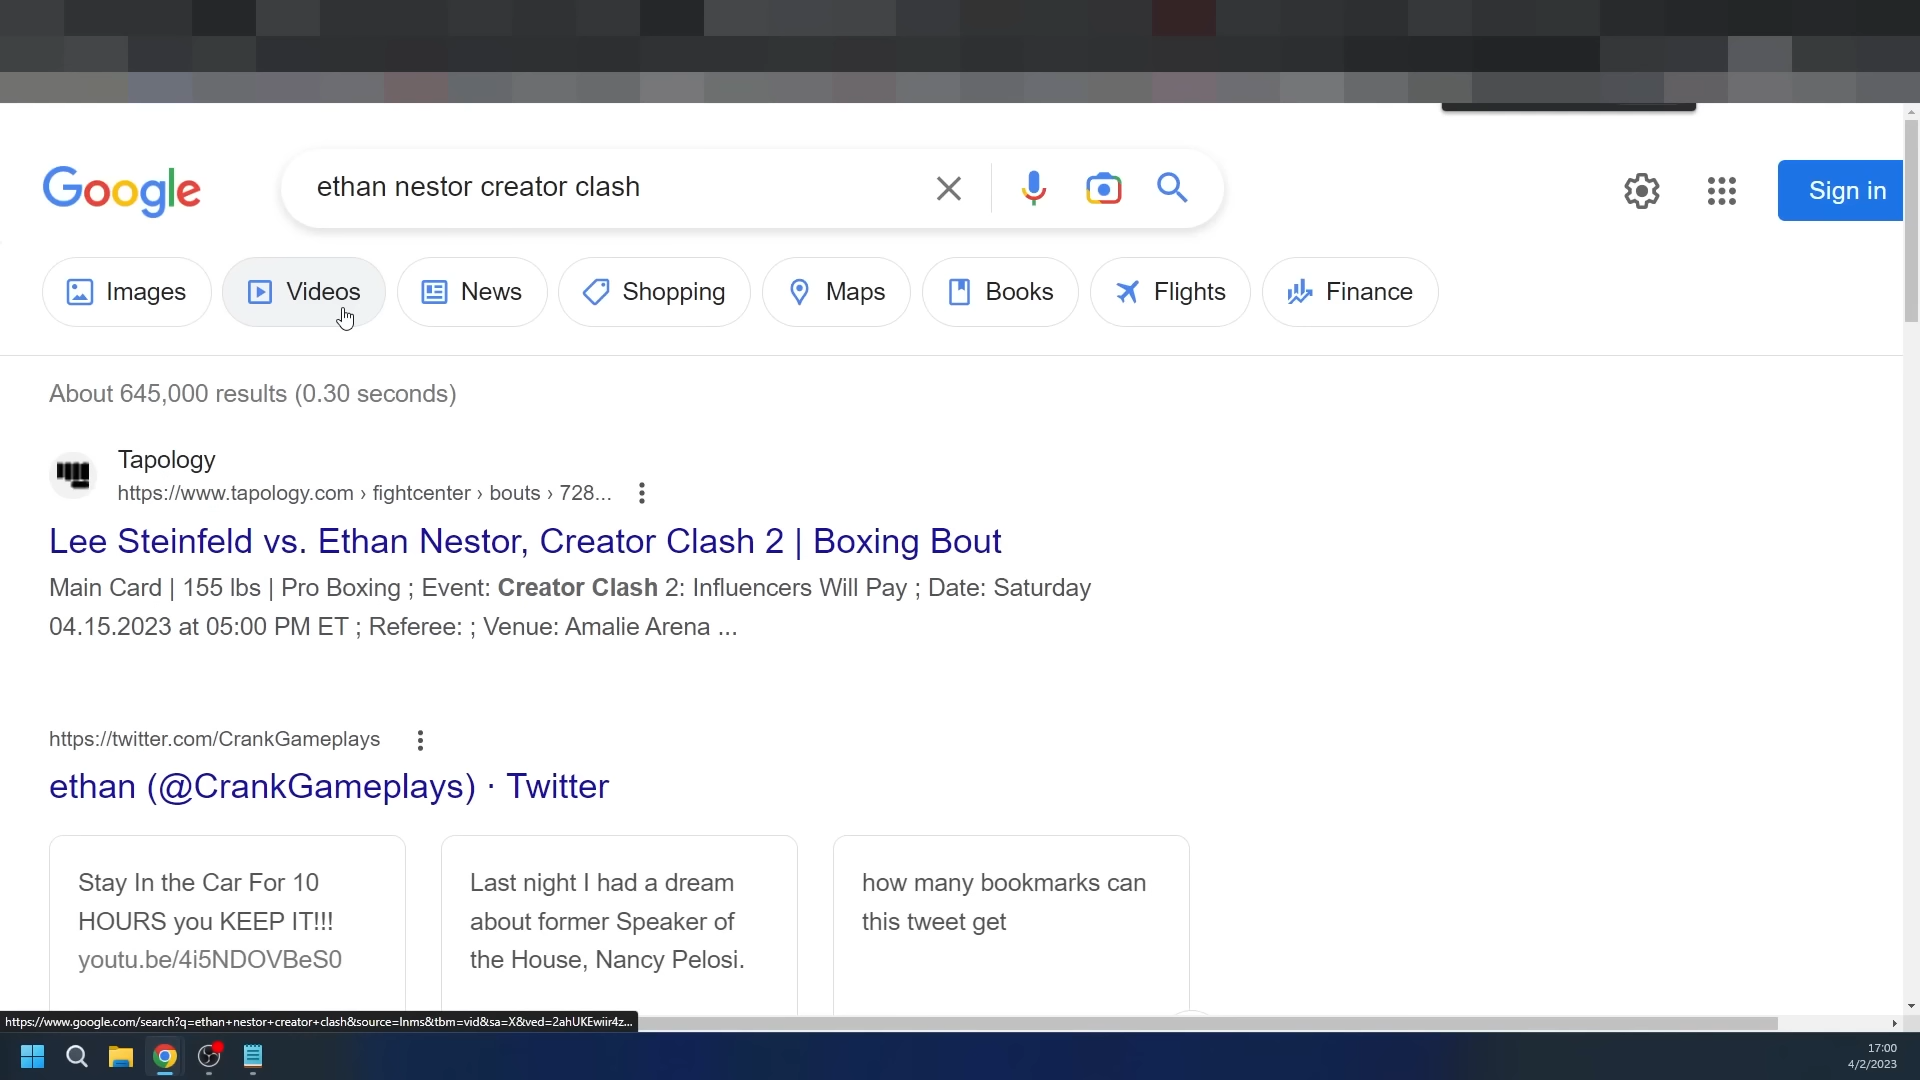 Google
ethan nestor creator clash
Sign in
Images
Videos
News
Shopping
Maps
Books
Flights
Finance
About 645,000 results (0.30 seconds)
Tapology
https://www.tapology.com › fightcenter › bouts › 728...
Lee Steinfeld vs. Ethan Nestor, Creator Clash 2 | Boxing Bout
Main Card | 155 lbs | Pro Boxing ; Event: Creator Clash 2: Influencers Will Pay ; Date: Saturday
04.15.2023 at 05:00 PM ET ; Referee: ; Venue: Amalie Arena ...
https://twitter.com/CrankGameplays
ethan (@CrankGameplays) · Twitter
Stay In the Car For 10
HOURS you KEEP IT!!!
youtu.be/4i5NDOVBeS0
Last night I had a dream
about former Speaker of
the House, Nancy Pelosi.
how many bookmarks can
this tweet get
https://www.google.com/search?q=ethan+nestor+creator+clash&source=lnms&tbm=vid&sa=X&ved=2ahUKEwiir4z...
17:00
4/2/2023